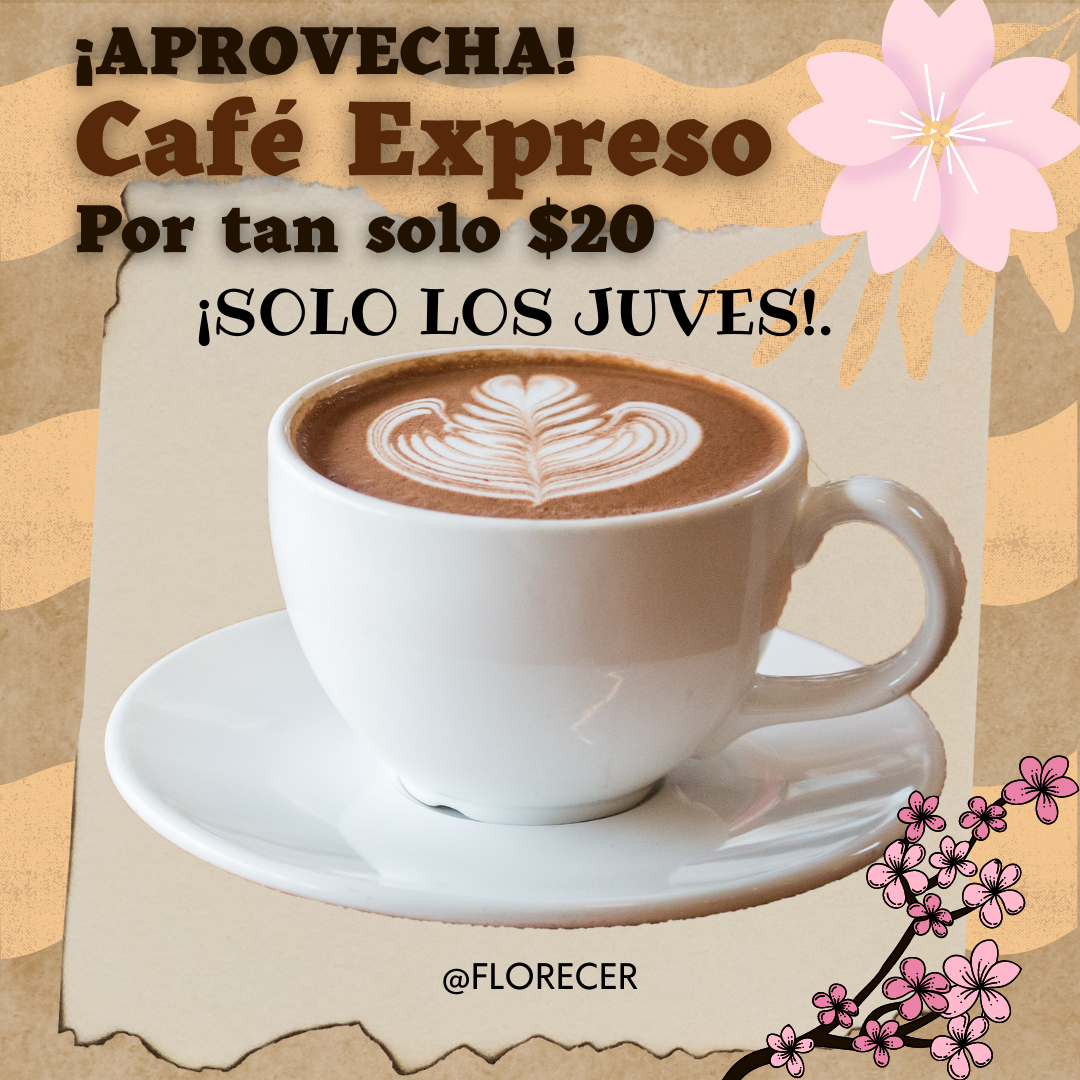 ¡APROVECHA!
Café Expreso
Por tan solo $20
¡SOLO LOS JUVES!.
@FLORECER